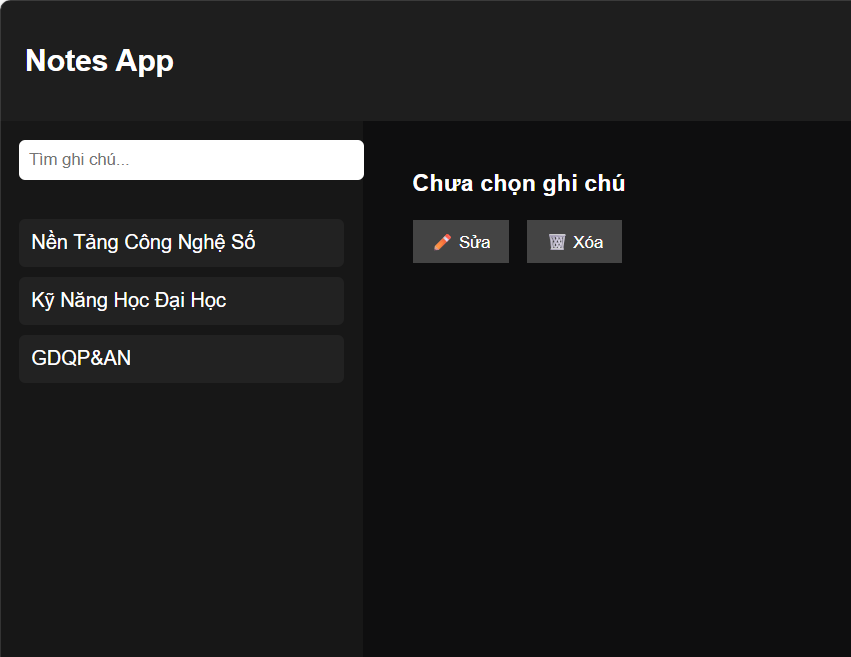 Notes App
Tìm ghi chú...
Nền Tảng Công Nghệ Số
Kỹ Năng Học Đại Học
GDQP&AN
Chưa chọn ghi chú
Sửa
Xóa